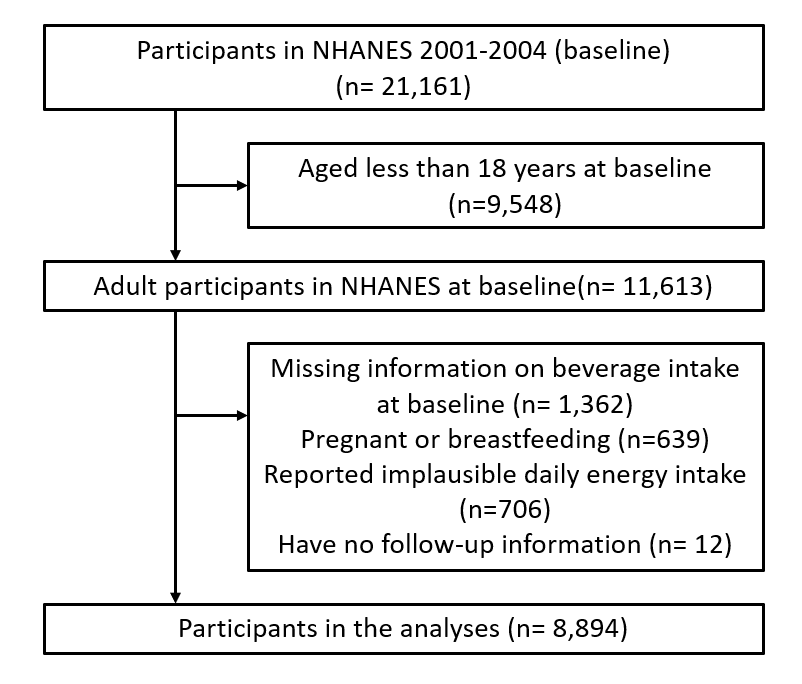 Participants in NHANES 2001-2004 (baseline)
(n= 21,161)
Aged less than 18 years at baseline
(n=9,548)
Adult participants in NHANES at baseline(n= 11,613)
Missing information on beverage intake
at baseline (n= 1,362)
Pregnant or breastfeeding (n=639)
Reported implausible daily energy intake
(n=706)
Have no follow-up information (n= 12)
Participants in the analyses (n= 8,894)